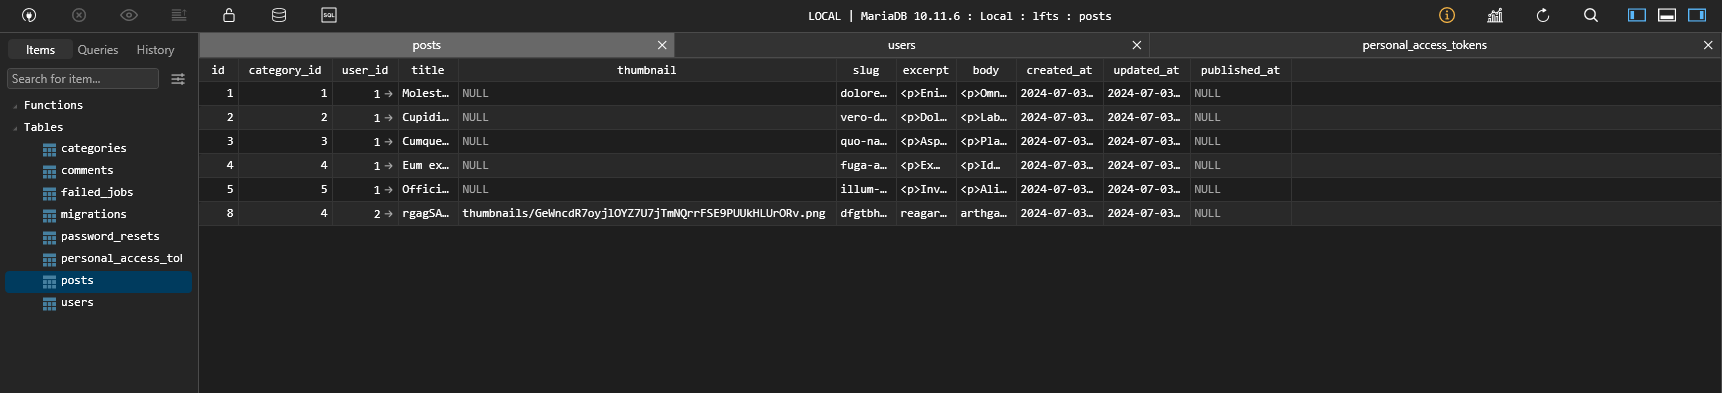 SQL LOCAL | MariaDB 10.11.6 : Local : lfts : posts
Items Queries History
posts users personal_access_tokens
Search for item...
id category_id user_id title thumbnail slug excerpt body created_at updated_at published_at
1 1 1 Molest… NULL dolore… <p>Eni… <p>Omn… 2024-07-03… 2024-07-03… NULL
2 2 1 Cupidi… NULL vero-d… <p>Dol… <p>Lab… 2024-07-03… 2024-07-03… NULL
3 3 1 Cumque… NULL quo-na… <p>Asp… <p>Pla… 2024-07-03… 2024-07-03… NULL
4 4 1 Eum ex… NULL fuga-a… <p>Ex… <p>Id… 2024-07-03… 2024-07-03… NULL
5 5 1 Offici… NULL illum-… <p>Inv… <p>Ali… 2024-07-03… 2024-07-03… NULL
8 4 2 rgagSA… thumbnails/GeWncdR7oyjlOYZ7U7jTmNQrrFSE9PUUkHLUrORv.png dfgtbh… reagar… arthga… 2024-07-03… 2024-07-03… NULL
Functions
Tables
categories
comments
failed_jobs
migrations
password_resets
personal_access_tol
posts
users